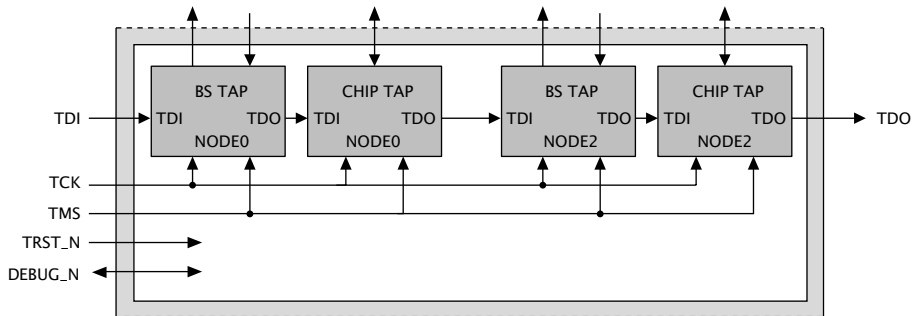 BS TAP CHIP TAP BS TAP CHIP TAP
TDI TDI TDO TDI TDO TDI TDO TDI TDO TDO
NODE0 NODE0 NODE2 NODE2
TCK
TMS
TRST_N
DEBUG_N